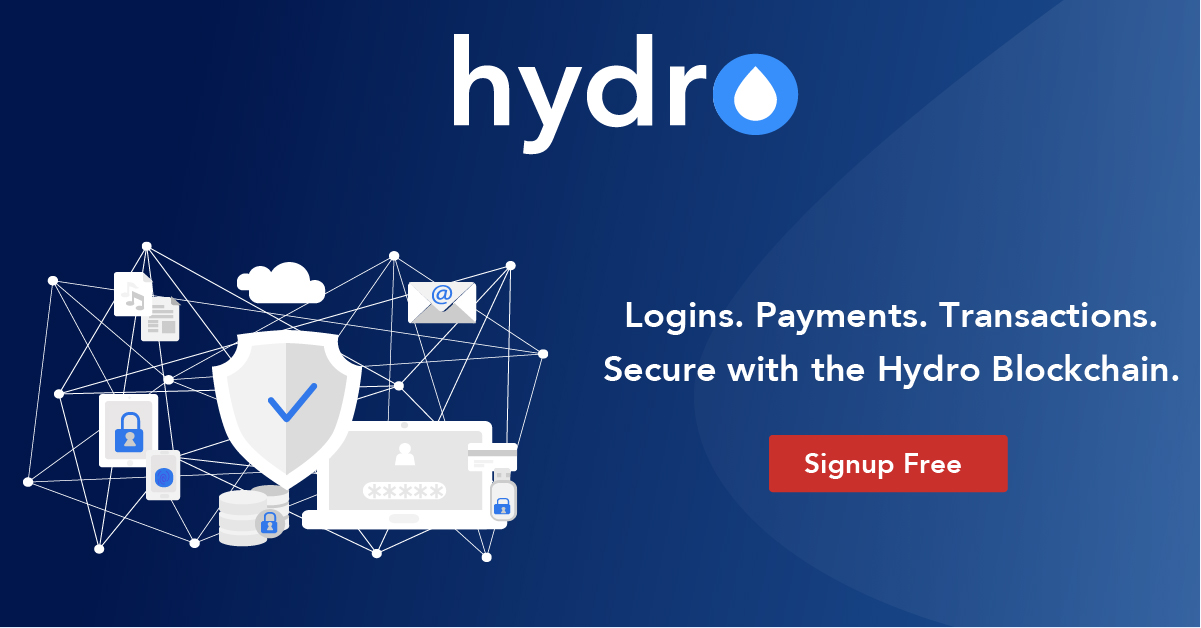 hydro
@
Logins. Payments. Transactions.
Secure with the Hydro Blockchain.
Signup Free
*****